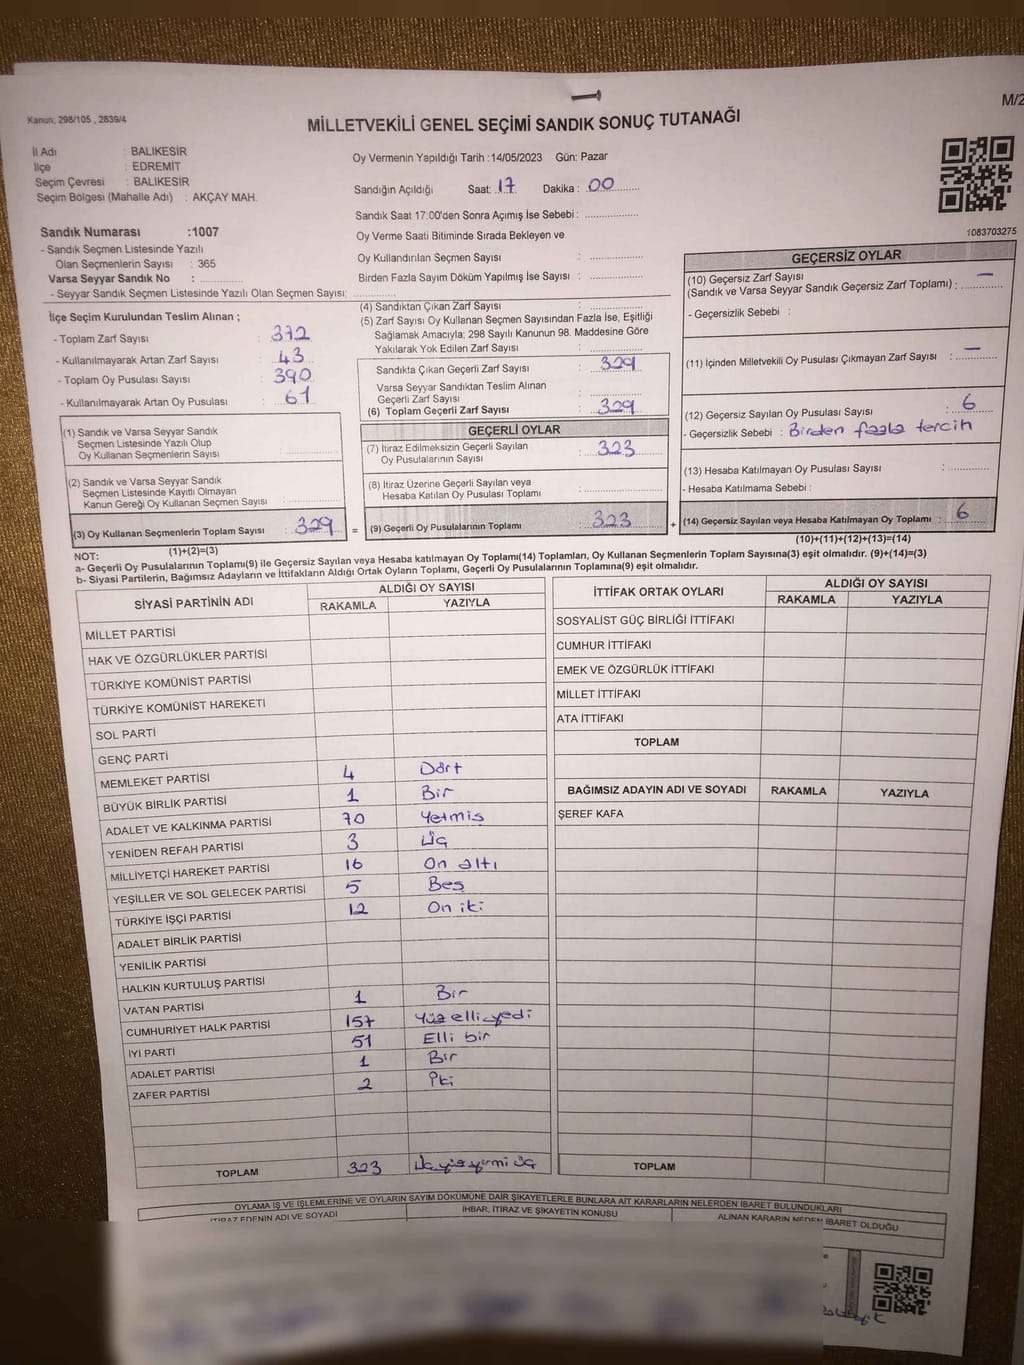 Kanun; 298/105 , 2839/4
M/2
MİLLETVEKİLİ GENEL SEÇİMİ SANDIK SONUÇ TUTANAĞI
İl Adı : BALIKESİR
İlçe : EDREMİT
Seçim Çevresi : BALIKESİR
Seçim Bölgesi (Mahalle Adı) : AKÇAY MAH.
Oy Vermenin Yapıldığı Tarih :14/05/2023 Gün: Pazar
Sandığın Açıldığı Saat: 17 Dakika : 00
Sandık Saat 17:00'den Sonra Açımış İse Sebebi :
Oy Verme Saati Bitiminde Sırada Bekleyen ve
Oy Kullandırılan Seçmen Sayısı :
Birden Fazla Sayım Döküm Yapılmış İse Sayısı :
1083703275
Sandık Numarası :1007
- Sandık Seçmen Listesinde Yazılı
Olan Seçmenlerin Sayısı : 365
Varsa Seyyar Sandık No :
- Seyyar Sandık Seçmen Listesinde Yazılı Olan Seçmen Sayısı:
İlçe Seçim Kurulundan Teslim Alınan ;
- Toplam Zarf Sayısı : 372
- Kullanılmayarak Artan Zarf Sayısı : 43
- Toplam Oy Pusulası Sayısı : 390
- Kullanılmayarak Artan Oy Pusulası : 61
(1) Sandık ve Varsa Seyyar Sandık
Seçmen Listesinde Yazılı Olup
Oy Kullanan Seçmenlerin Sayısı :
(2) Sandık ve Varsa Seyyar Sandık
Seçmen Listesinde Kayıtlı Olmayan
Kanun Gereği Oy Kullanan Seçmen Sayısı :
(3) Oy Kullanan Seçmenlerin Toplam Sayısı : 329 =
(1)+(2)=(3)
(4) Sandıktan Çıkan Zarf Sayısı :
(5) Zarf Sayısı Oy Kullanan Seçmen Sayısından Fazla İse, Eşitliği
Sağlamak Amacıyla; 298 Sayılı Kanunun 98. Maddesine Göre
Yakılarak Yok Edilen Zarf Sayısı :
Sandıkta Çıkan Geçerli Zarf Sayısı : 329
Varsa Seyyar Sandıktan Teslim Alınan
Geçerli Zarf Sayısı :
(6) Toplam Geçerli Zarf Sayısı : 329
GEÇERLİ OYLAR
(7) İtiraz Edilmeksizin Geçerli Sayılan
Oy Pusulalarının Sayısı : 323
(8) İtiraz Üzerine Geçerli Sayılan veya
Hesaba Katılan Oy Pusulası Toplamı :
(9) Geçerli Oy Pusulalarının Toplamı : 323 +
GEÇERSİZ OYLAR
(10) Geçersiz Zarf Sayısı
(Sandık ve Varsa Seyyar Sandık Geçersiz Zarf Toplamı) : —
- Geçersizlik Sebebi :
(11) İçinden Milletvekili Oy Pusulası Çıkmayan Zarf Sayısı : —
(12) Geçersiz Sayılan Oy Pusulası Sayısı : 6
- Geçersizlik Sebebi : Birden fazla tercih
(13) Hesaba Katılmayan Oy Pusulası Sayısı :
- Hesaba Katılmama Sebebi :
(14) Geçersiz Sayılan veya Hesaba Katılmayan Oy Toplamı : 6
(10)+(11)+(12)+(13)=(14)
NOT:
a- Geçerli Oy Pusulalarının Toplamı(9) ile Geçersiz Sayılan veya Hesaba katılmayan Oy Toplamı(14) Toplamları, Oy Kullanan Seçmenlerin Toplam Sayısına(3) eşit olmalıdır. (9)+(14)=(3)
b- Siyasi Partilerin, Bağımsız Adayların ve İttifakların Aldığı Ortak Oyların Toplamı, Geçerli Oy Pusulalarının Toplamına(9) eşit olmalıdır.
SİYASİ PARTİNİN ADI ALDIĞI OY SAYISI
RAKAMLA YAZIYLA
MİLLET PARTİSİ
HAK VE ÖZGÜRLÜKLER PARTİSİ
TÜRKİYE KOMÜNİST PARTİSİ
TÜRKİYE KOMÜNİST HAREKETİ
SOL PARTİ
GENÇ PARTİ
MEMLEKET PARTİSİ 4 Dört
BÜYÜK BİRLİK PARTİSİ 1 Bir
ADALET VE KALKINMA PARTİSİ 70 Yetmis
YENİDEN REFAH PARTİSİ 3 Üç
MİLLİYETÇİ HAREKET PARTİSİ 16 On altı
YEŞİLLER VE SOL GELECEK PARTİSİ 5 Beş
TÜRKİYE İŞÇİ PARTİSİ 12 On iki
ADALET BİRLİK PARTİSİ
YENİLİK PARTİSİ
HALKIN KURTULUŞ PARTİSİ
VATAN PARTİSİ 1 Bir
CUMHURİYET HALK PARTİSİ 157 Yüz elli yedi
İYİ PARTİ 51 Elli bir
ADALET PARTİSİ 1 Bir
ZAFER PARTİSİ 2 İki
TOPLAM 323 Üç yüz yirmi üç
İTTİFAK ORTAK OYLARI ALDIĞI OY SAYISI
RAKAMLA YAZIYLA
SOSYALİST GÜÇ BİRLİĞİ İTTİFAKI
CUMHUR İTTİFAKI
EMEK VE ÖZGÜRLÜK İTTİFAKI
MİLLET İTTİFAKI
ATA İTTİFAKI
TOPLAM
BAĞIMSIZ ADAYIN ADI VE SOYADI RAKAMLA YAZIYLA
ŞEREF KAFA
TOPLAM
OYLAMA İŞ VE İŞLEMLERİNE VE OYLARIN SAYIM DÖKÜMÜNE DAİR ŞİKAYETLERLE BUNLARA AİT KARARLARIN NELERDEN İBARET BULUNDUKLARI
İTİRAZ EDENİN ADI VE SOYADI İHBAR, İTİRAZ VE ŞİKAYETİN KONUSU ALINAN KARARIN NEDEN İBARET OLDUĞU